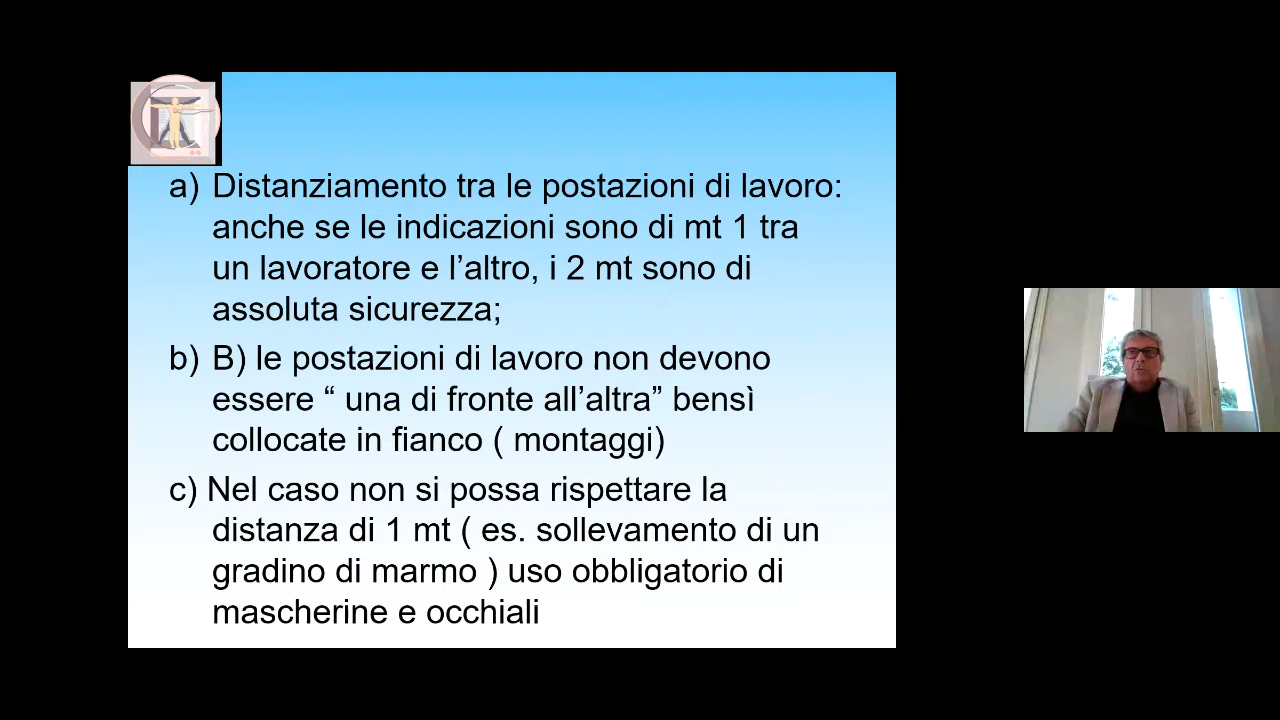 a) Distanziamento tra le postazioni di lavoro:
anche se le indicazioni sono di mt 1 tra
un lavoratore e l’altro, i 2 mt sono di
assoluta sicurezza;
b) B) le postazioni di lavoro non devono
essere “ una di fronte all’altra” bensì
collocate in fianco ( montaggi)
c) Nel caso non si possa rispettare la
distanza di 1 mt ( es. sollevamento di un
gradino di marmo ) uso obbligatorio di
mascherine e occhiali